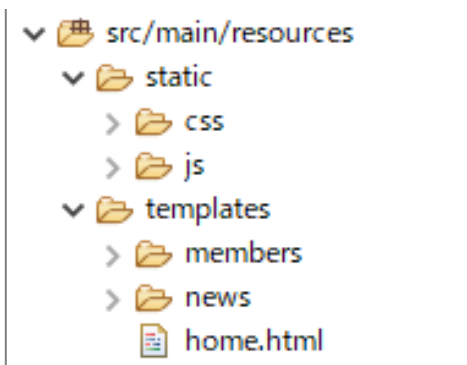 src/main/resources
static
css
js
templates
members
news
home.html